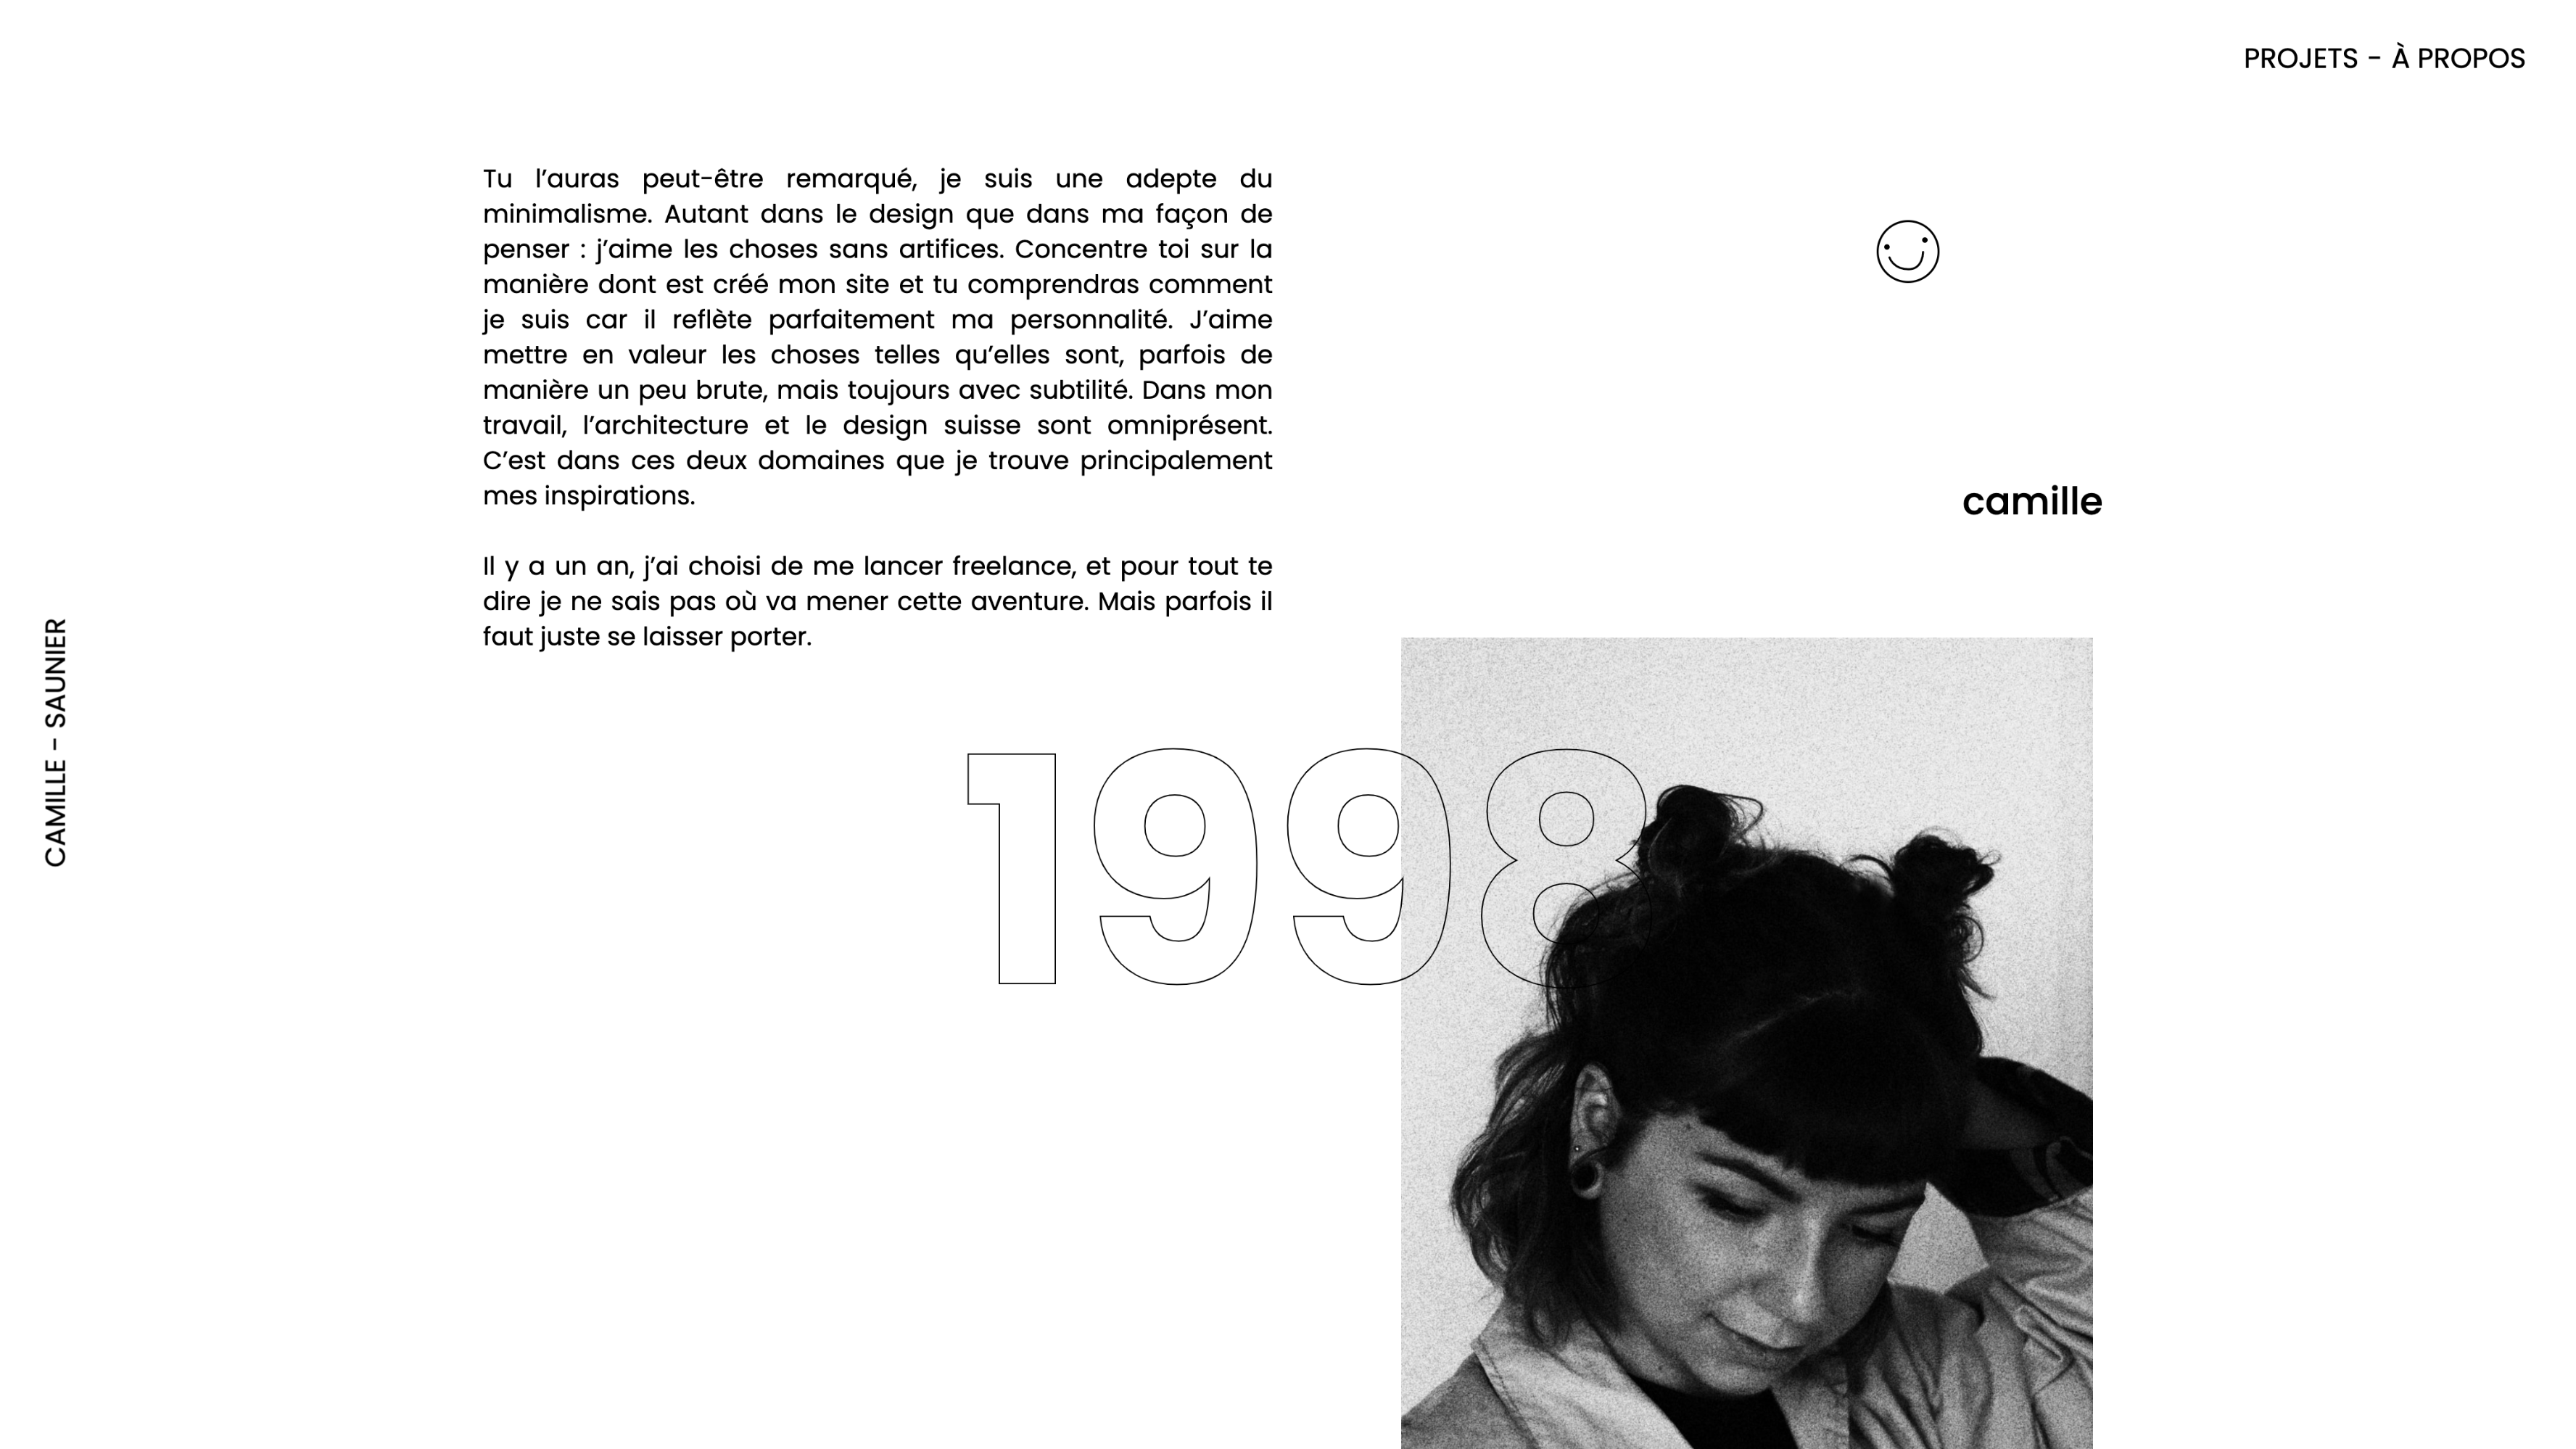 PROJETS - À PROPOS
Tu l’auras peut-être remarqué, je suis une adepte du
minimalisme. Autant dans le design que dans ma façon de
penser : j’aime les choses sans artifices. Concentre toi sur la
manière dont est créé mon site et tu comprendras comment
je suis car il reflète parfaitement ma personnalité. J’aime
mettre en valeur les choses telles qu’elles sont, parfois de
manière un peu brute, mais toujours avec subtilité. Dans mon
travail, l’architecture et le design suisse sont omniprésent.
C’est dans ces deux domaines que je trouve principalement
mes inspirations.
Il y a un an, j’ai choisi de me lancer freelance, et pour tout te
dire je ne sais pas où va mener cette aventure. Mais parfois il
faut juste se laisser porter.
camille
CAMILLE - SAUNIER
1998